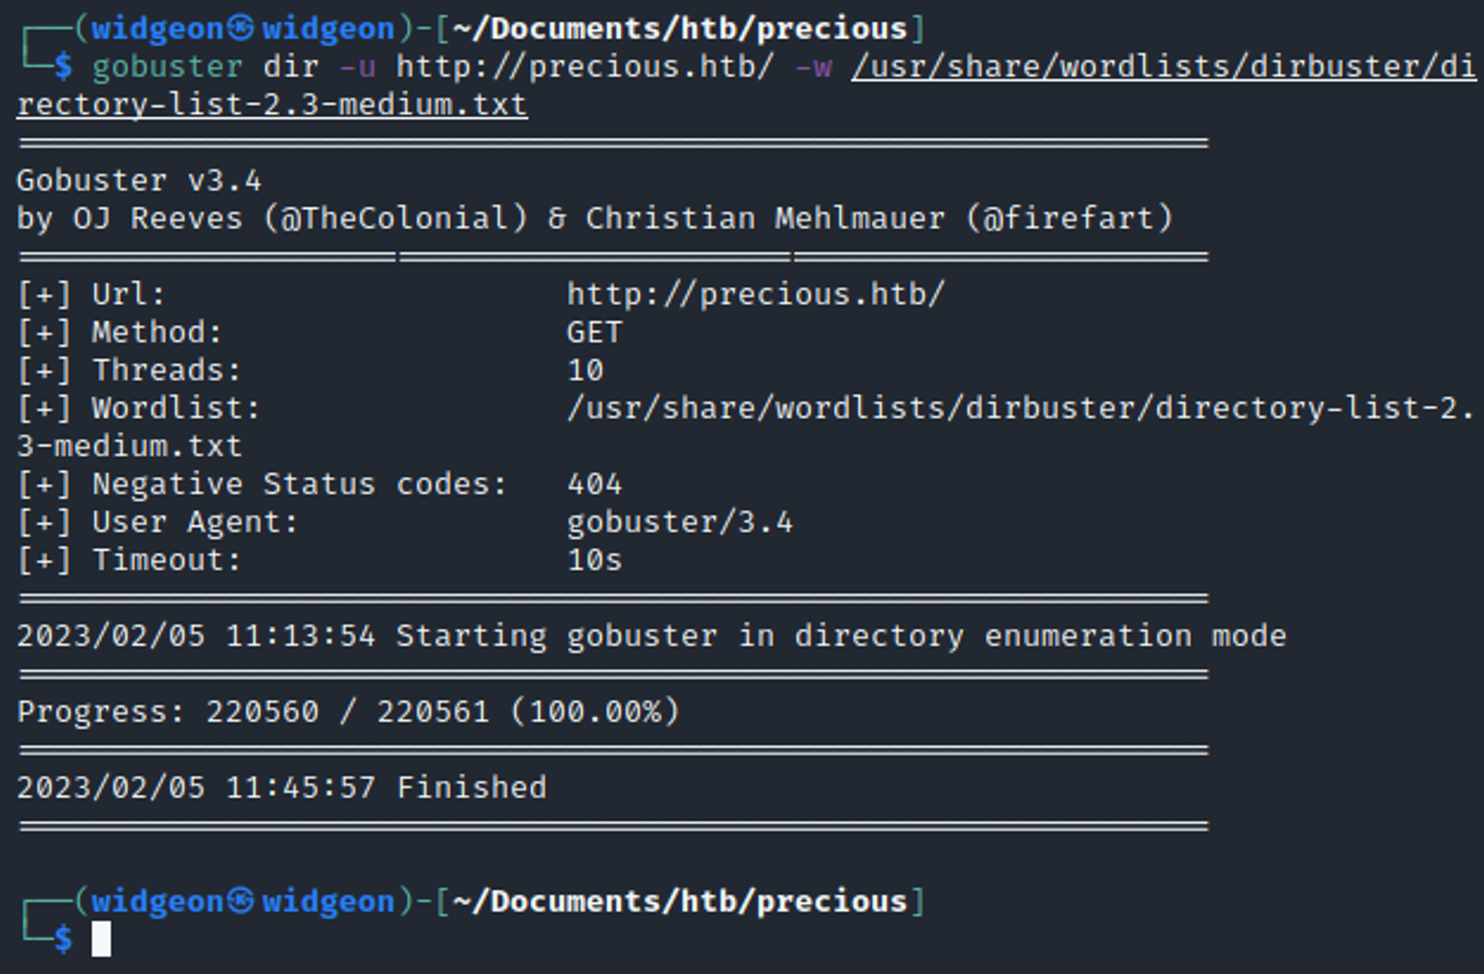 ┌──(widgeon㉿widgeon)-[~/Documents/htb/precious]
└─$ gobuster dir -u http://precious.htb/ -w /usr/share/wordlists/dirbuster/di
rectory-list-2.3-medium.txt
===============================================================
Gobuster v3.4
by OJ Reeves (@TheColonial) & Christian Mehlmauer (@firefart)
===============================================================
[+] Url:                     http://precious.htb/
[+] Method:                  GET
[+] Threads:                 10
[+] Wordlist:                /usr/share/wordlists/dirbuster/directory-list-2.
3-medium.txt
[+] Negative Status codes:   404
[+] User Agent:              gobuster/3.4
[+] Timeout:                 10s
===============================================================
2023/02/05 11:13:54 Starting gobuster in directory enumeration mode
===============================================================
Progress: 220560 / 220561 (100.00%)
===============================================================
2023/02/05 11:45:57 Finished
===============================================================
┌──(widgeon㉿widgeon)-[~/Documents/htb/precious]
└─$